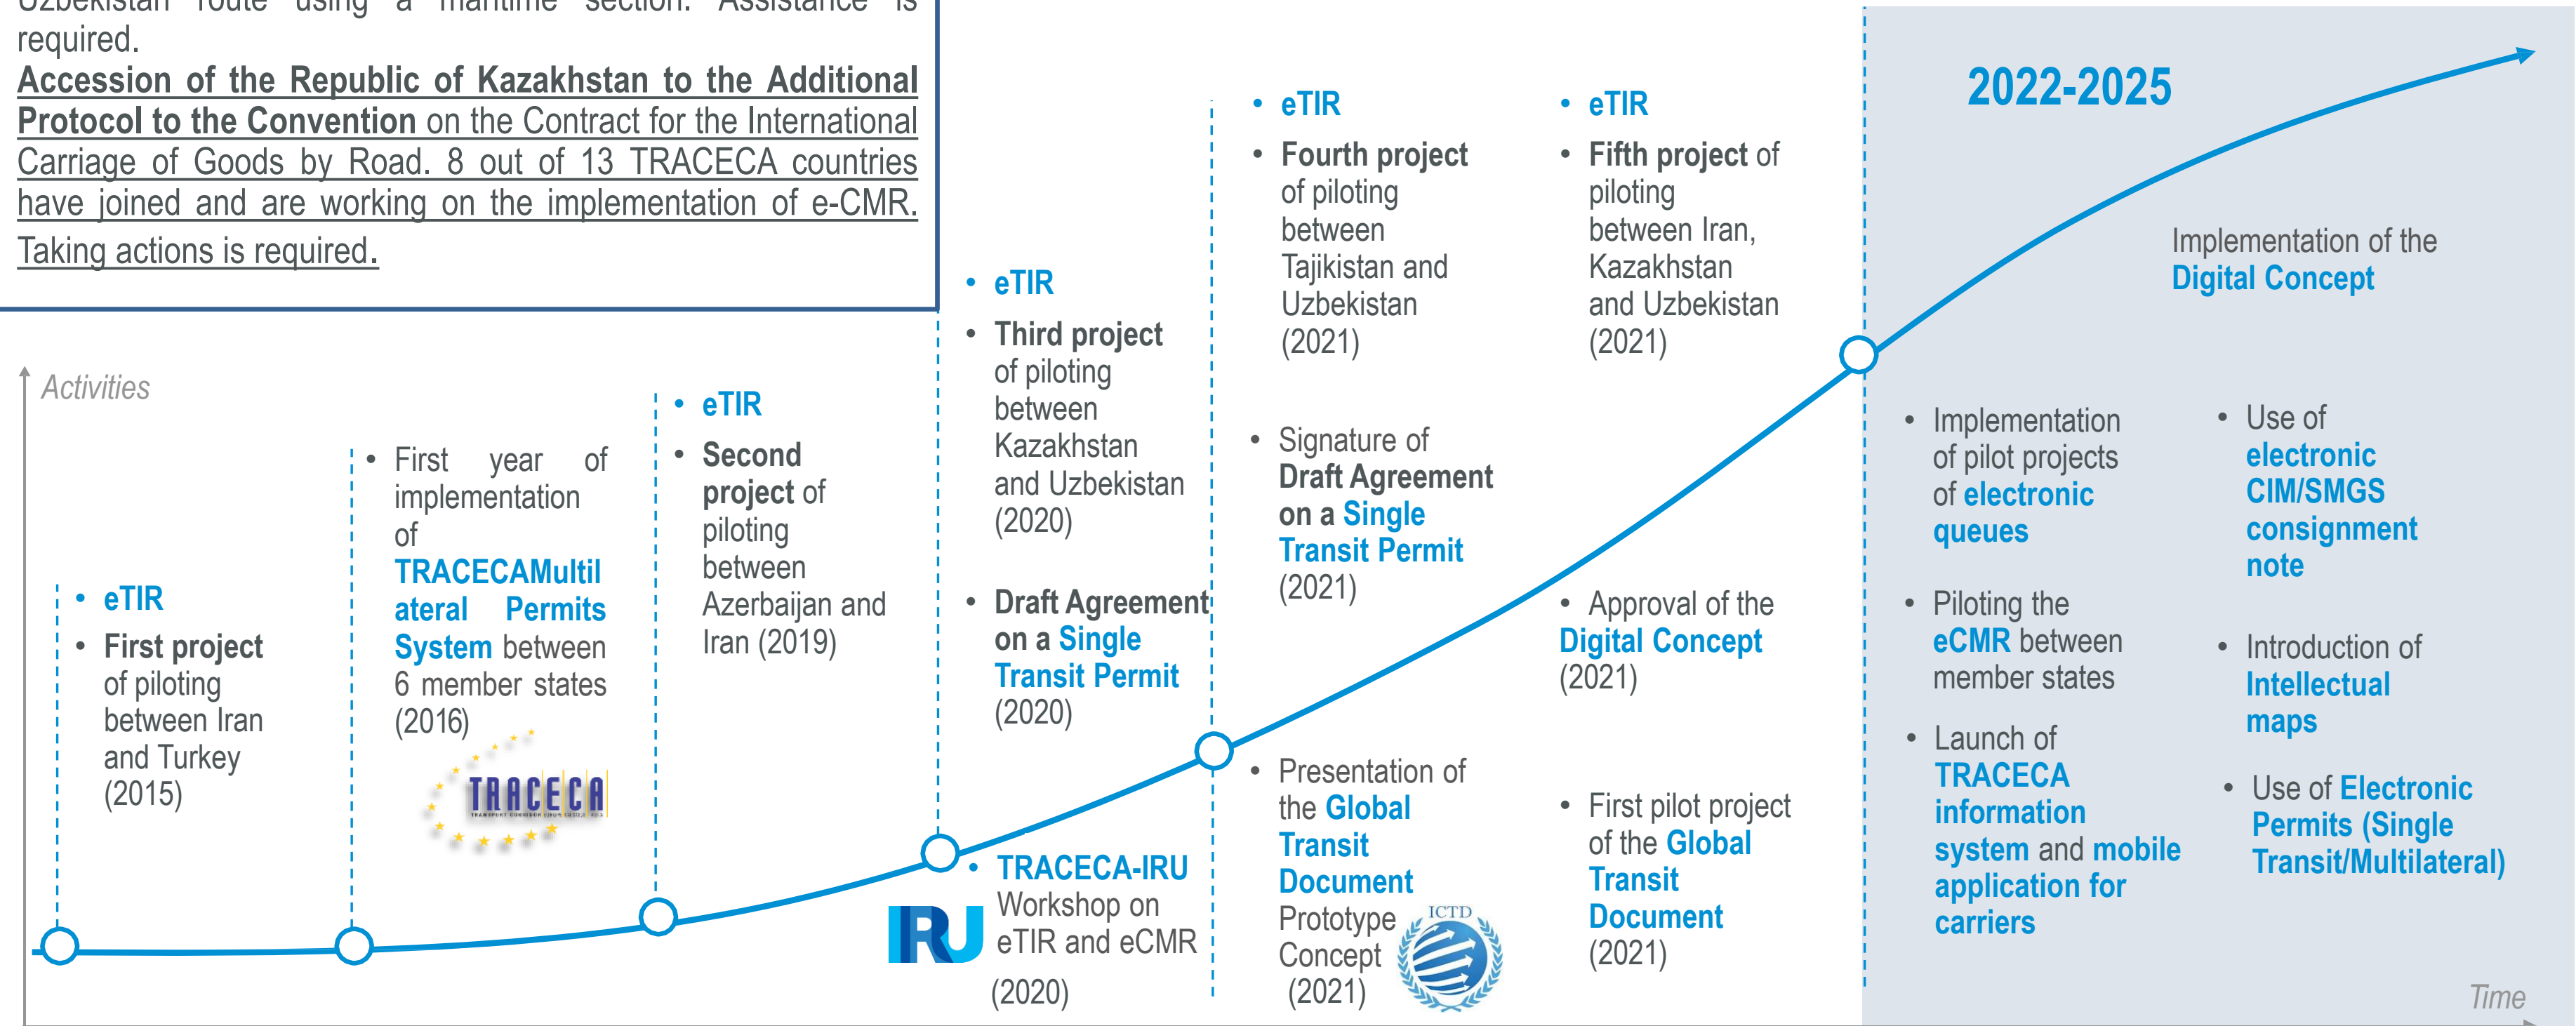 Uzbekistan route using a maritime section. Assistance is
required.
Accession of the Republic of Kazakhstan to the Additional
Protocol to the Convention on the Contract for the International
Carriage of Goods by Road. 8 out of 13 TRACECA countries
have joined and are working on the implementation of e-CMR.
Taking actions is required.
Activities
• eTIR
• First project
of piloting
between Iran
and Turkey
(2015)
• First year of
implementation
of
TRACECAMultil
ateral Permits
System between
6 member states
(2016)
TRACECA
• eTIR
• Second
project of
piloting
between
Azerbaijan and
Iran (2019)
• eTIR
• Third project
of piloting
between
Kazakhstan
and Uzbekistan
(2020)
• Draft Agreement
on a Single
Transit Permit
(2020)
• TRACECA-IRU
Workshop on
eTIR and eCMR
(2020)
IRU
• eTIR
• Fourth project
of piloting
between
Tajikistan and
Uzbekistan
(2021)
• Signature of
Draft Agreement
on a Single
Transit Permit
(2021)
• Presentation of
the Global
Transit
Document
Prototype
Concept
(2021)
ICTD
• eTIR
• Fifth project of
piloting
between Iran,
Kazakhstan
and Uzbekistan
(2021)
• Approval of the
Digital Concept
(2021)
• First pilot project
of the Global
Transit
Document
(2021)
2022-2025
Implementation of the
Digital Concept
• Implementation
of pilot projects
of electronic
queues
• Piloting the
eCMR between
member states
• Launch of
TRACECA
information
system and mobile
application for
carriers
• Use of
electronic
CIM/SMGS
consignment
note
• Introduction of
Intellectual
maps
• Use of Electronic
Permits (Single
Transit/Multilateral)
Time